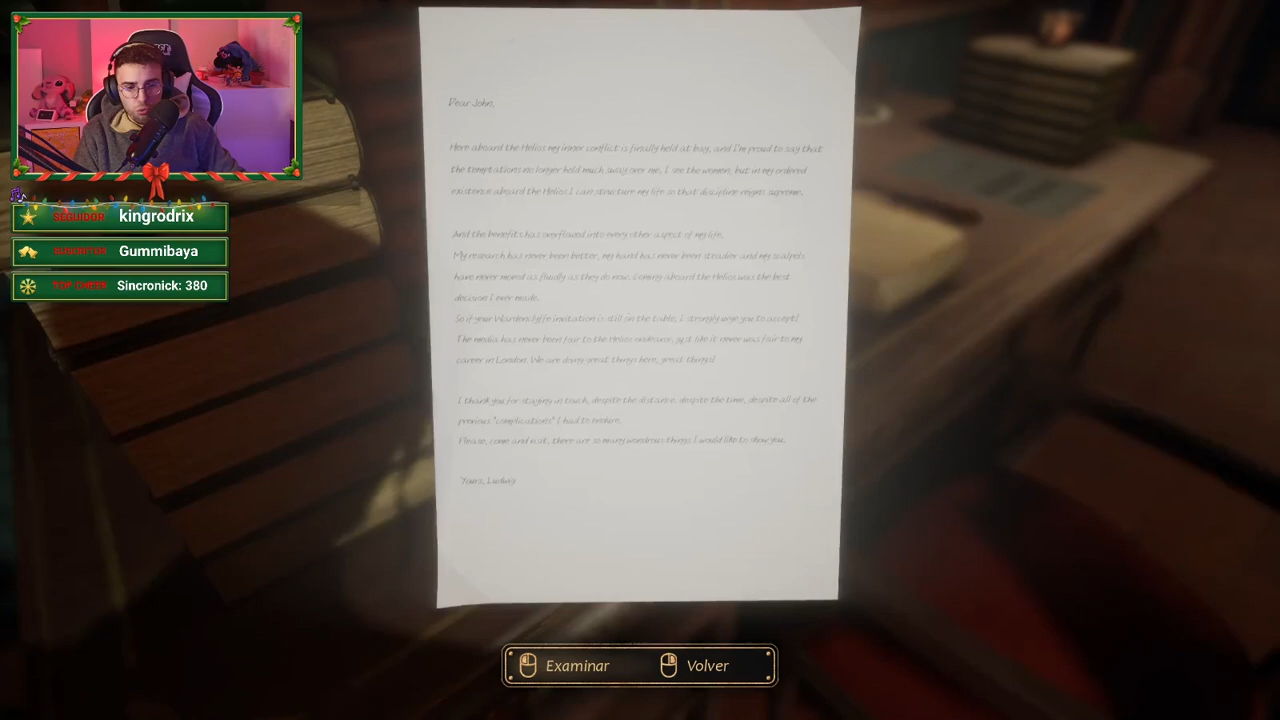 SEGUIDOR kingrodrix
Gummibaya
Sincronick: 380
Dear John,
Here aboard the Helios my inner conflict is finally held at bay, and I'm proud to say that
the temptations no longer hold much sway over me. I see the women, but in my ordered
existence aboard the Helios I can structure my life so that discipline reigns supreme.
And the benefits has overflowed into every other aspect of my life.
My research has never been better, my hand has never been steadier and my scalpels
have never moved as fluidly as they do now. Coming aboard the Helios was the best
decision I ever made.
So if your Wardenclyffe invitation is still on the table, I strongly urge you to accept!
The media has never been fair to the Helios endeavor, just like it never was fair to my
career in London. We are doing great things here, great things!
I thank you for staying in touch, despite the distance, despite the time, despite all of the
previous "complications" I had to endure.
Please, come and visit, there are so many wondrous things I would like to show you.
Yours, Ludwig
Examinar
Volver